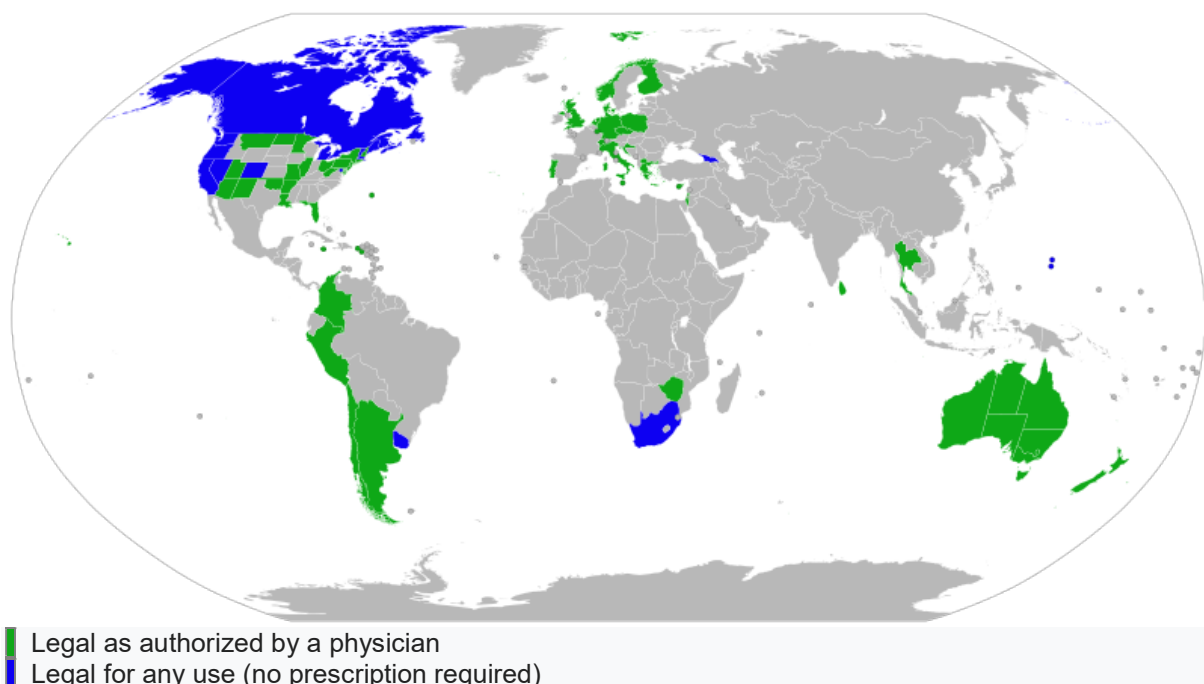 Legal as authorized by a physician
Legal for any use (no prescription required)